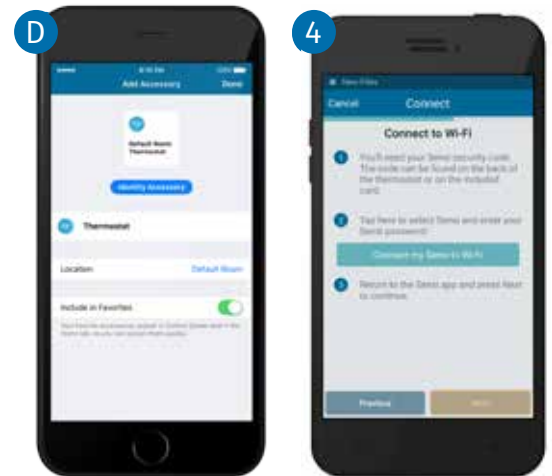 D
Add Accessory Done
Default Room
Thermostat
Identify Accessory
Thermostat
Location Default Room
Include in Favorites
4
Cancel Connect
Connect to Wi-Fi
1 You'll need your Sensi security code.
The code can be found on the back of
the thermostat or on the included
card.
2 Tap here to select Sensi and enter your
Sensi password!
Connect my Sensi to Wi-Fi
3 Return to the Sensi app and press Next
to continue.
Previous Next